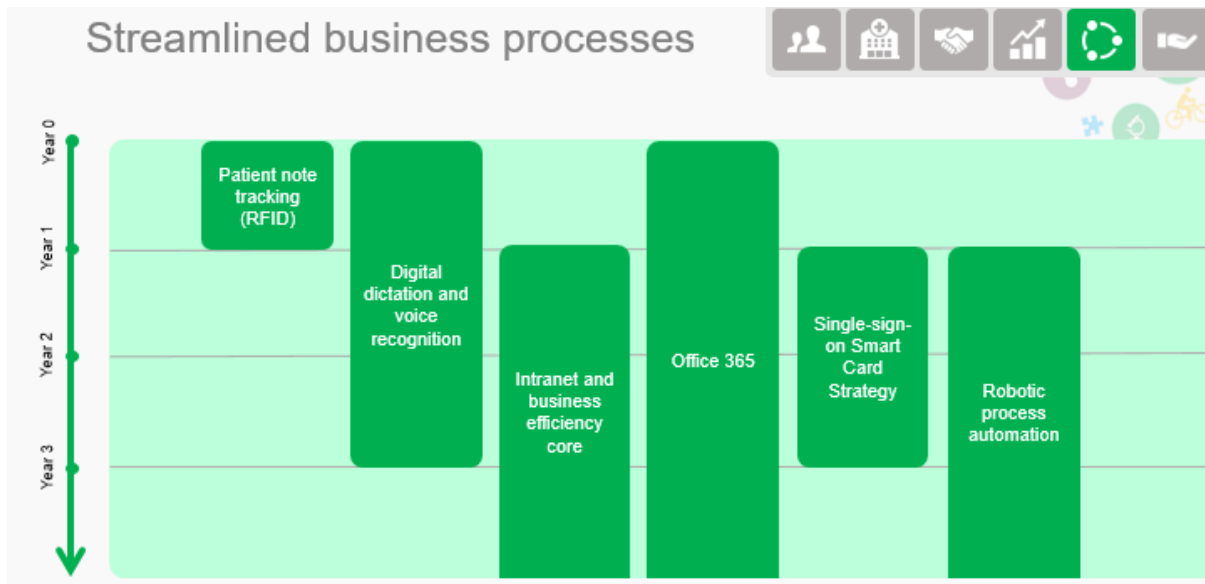 Streamlined business processes
Year 0
Year 1
Year 2
Year 3
Patient note
tracking
(RFID)
Digital
dictation and
voice
recognition
Intranet and
business
efficiency
core
Office 365
Single-sign-
on Smart
Card
Strategy
Robotic
process
automation